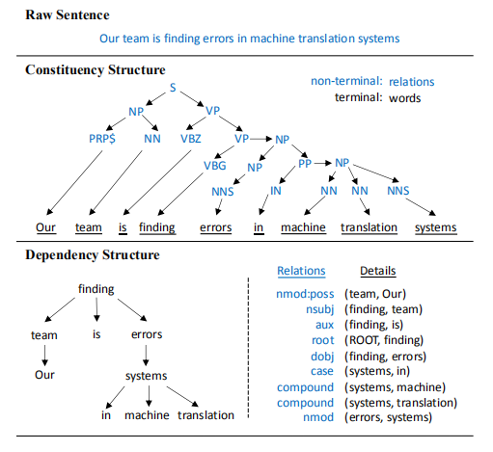 Raw Sentence
Our team is finding errors in machine translation systems
Constituency Structure
non-terminal: relations
terminal: words
S
NP VP
PRP$ NN VBZ VP NP
VBG NP PP NP
NNS IN NN NN NNS
Our team is finding errors in machine translation systems
Dependency Structure
finding
team is errors
Our systems
in machine translation
Relations Details
nmod:poss (team, Our)
nsubj (finding, team)
aux (finding, is)
root (ROOT, finding)
dobj (finding, errors)
case (systems, in)
compound (systems, machine)
compound (systems, translation)
nmod (errors, systems)